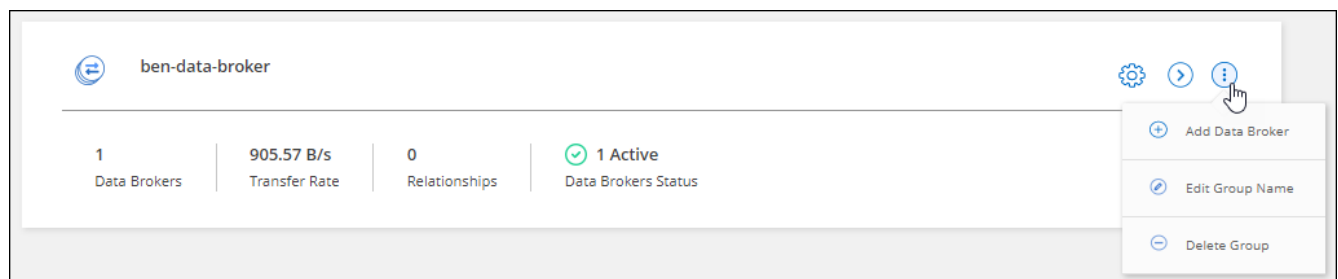 ben-data-broker
1 905.57 B/s 0 1 Active
Data Brokers Transfer Rate Relationships Data Brokers Status
Add Data Broker
Edit Group Name
Delete Group